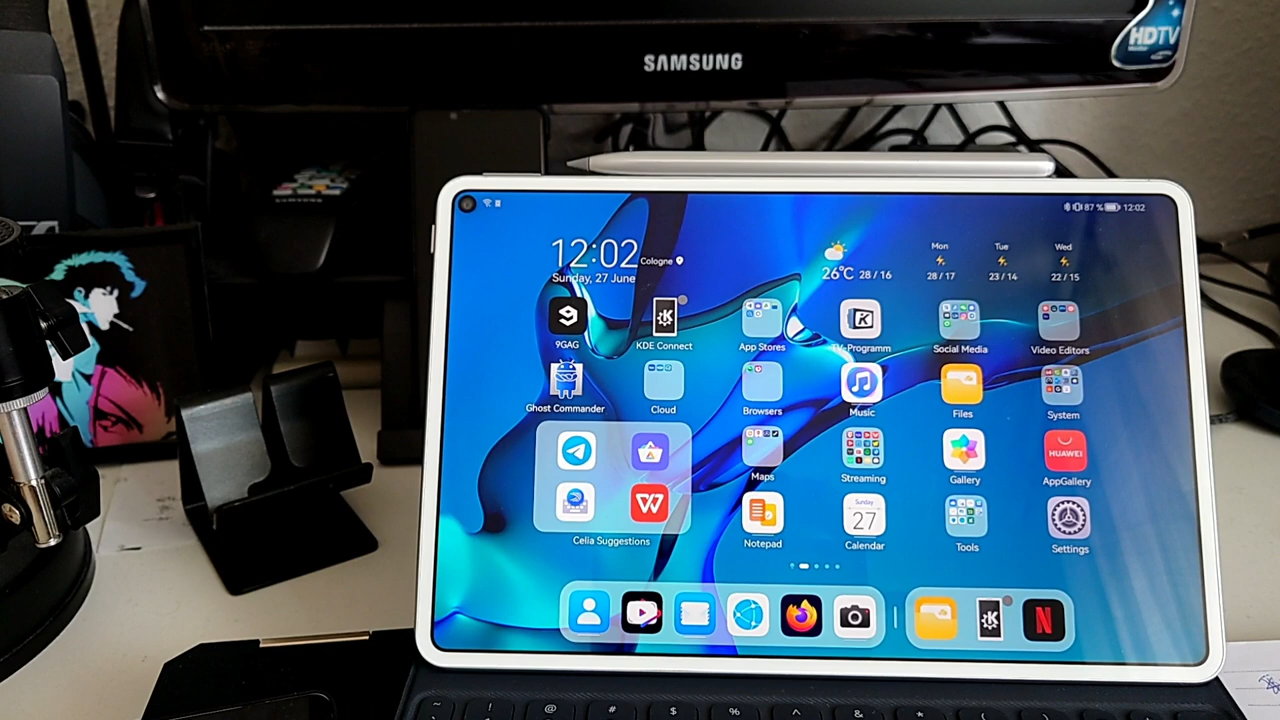 SAMSUNG
HDTV
87 % 12:02
12:02
Cologne
Sunday, 27 June
26°C 28 / 16
Mon
28 / 17
Tue
23 / 14
Wed
22 / 15
9GAG
KDE Connect
App Stores
TV-Programm
Social Media
Video Editors
Ghost Commander
Cloud
Browsers
Music
Files
System
Maps
Streaming
Gallery
HUAWEI
AppGallery
Celia Suggestions
Notepad
Sunday
27
Calendar
Tools
Settings
~ ! @ # $ % ^ & * ( )